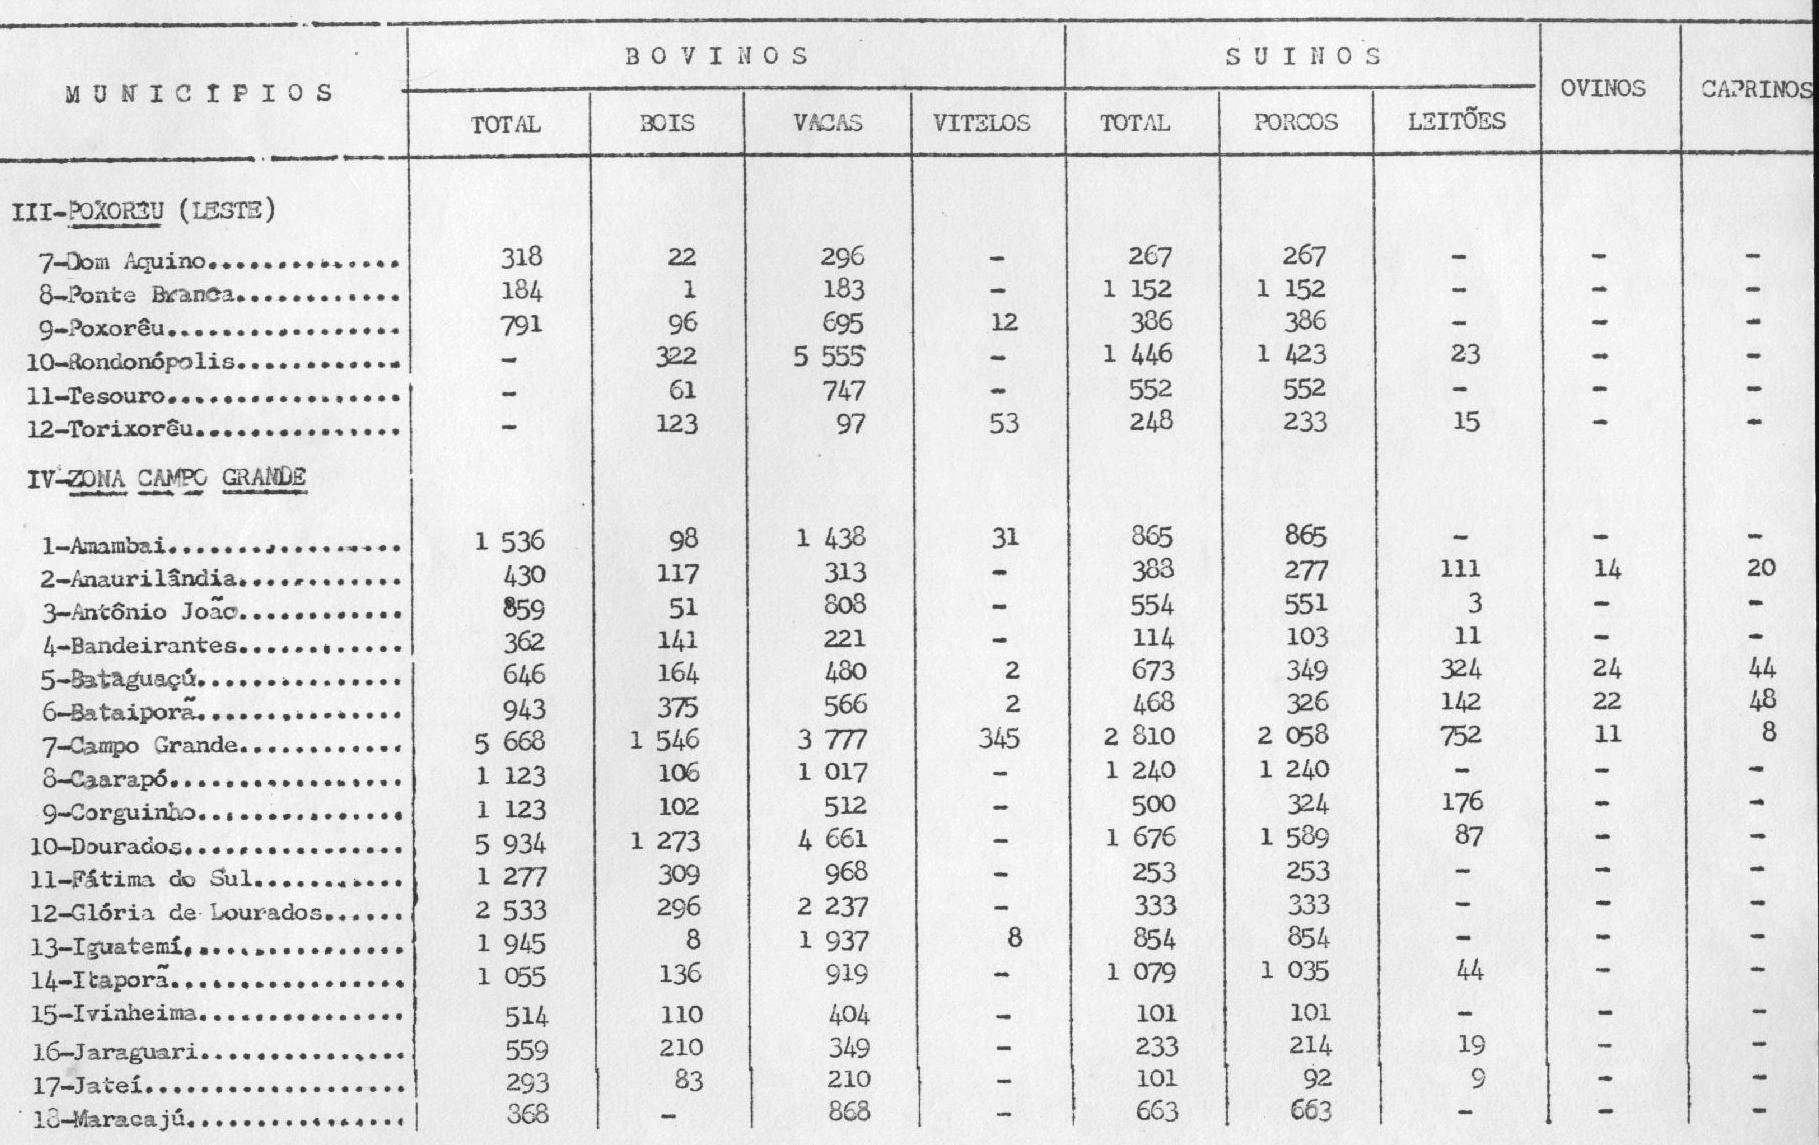 MUNICÍPIOS BOVINOS SUINOS OVINOS CAPRINOS
TOTAL BOIS VACAS VITELOS TOTAL PORCOS LEITÕES
III-POXOREU (LESTE)
7-Dom Aquino.............. 318 22 296 - 267 267 - - -
8-Ponte Branca............ 184 1 183 - 1 152 1 152 - - -
9-Poxorêu................. 791 96 695 12 386 386 - - -
10-Rondonópolis............ - 322 5 555 - 1 446 1 423 23 - -
11-Tesouro................. - 61 747 - 552 552 - - -
12-Torixorêu............... - 123 97 53 248 233 15 - -
IV-ZONA CAMPO GRANDE
1-Amambai................. 1 536 98 1 438 31 865 865 - - -
2-Anaurilândia............ 430 117 313 - 388 277 111 14 20
3-Antônio João............ 859 51 808 - 554 551 3 - -
4-Bandeirantes............ 362 141 221 - 114 103 11 - -
5-Bataguaçú............... 646 164 480 2 673 349 324 24 44
6-Bataiporã............... 943 375 566 2 468 326 142 22 48
7-Campo Grande............ 5 668 1 546 3 777 345 2 810 2 058 752 11 8
8-Caarapó................. 1 123 106 1 017 - 1 240 1 240 - - -
9-Corguinho............... 1 123 102 512 - 500 324 176 - -
10-Dourados................ 5 934 1 273 4 661 - 1 676 1 589 87 - -
11-Fátima do Sul........... 1 277 309 968 - 253 253 - - -
12-Glória de Lourados...... 2 533 296 2 237 - 333 333 - - -
13-Iguatemí................ 1 945 8 1 937 8 854 854 - - -
14-Itaporã................. 1 055 136 919 - 1 079 1 035 44 - -
15-Ivinheima............... 514 110 404 - 101 101 - - -
16-Jaraguari............... 559 210 349 - 233 214 19 - -
17-Jateí................... 293 83 210 - 101 92 9 - -
18-Maracajú................ 368 - 868 - 663 663 - - -